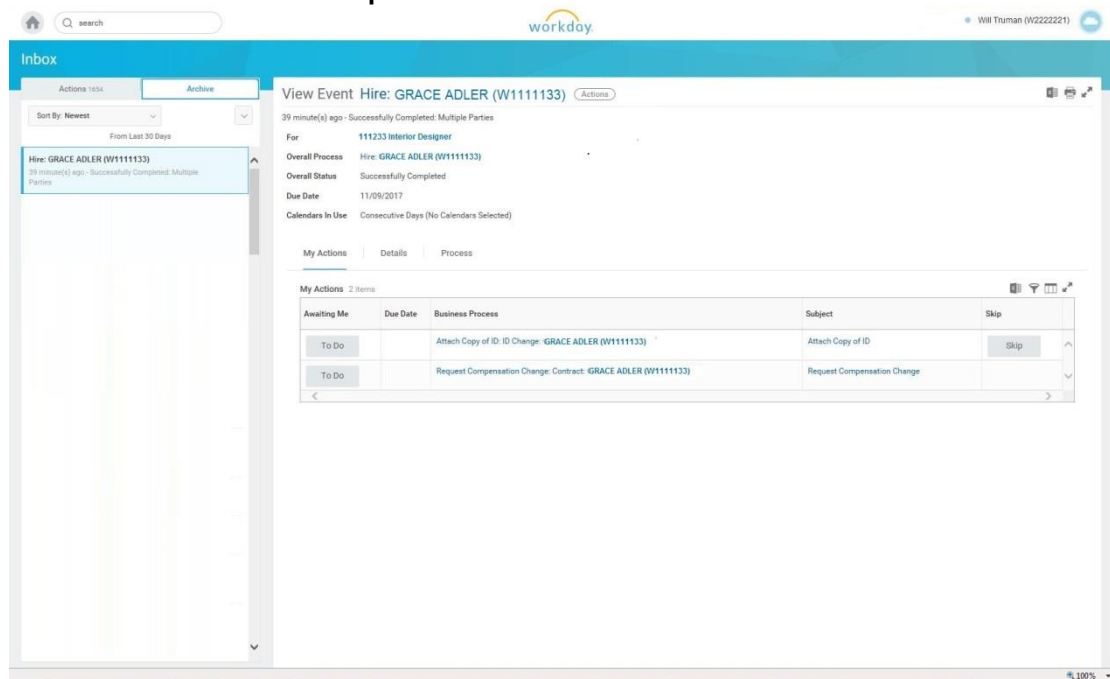 search
workday.
Will Truman (W2222221)
Inbox
Actions 1654
Archive
Sort By: Newest
From Last 30 Days
Hire: GRACE ADLER (W1111133)
39 minute(s) ago - Successfully Completed: Multiple
Parties
View Event Hire: GRACE ADLER (W1111133) Actions
39 minute(s) ago - Successfully Completed: Multiple Parties
For 111233 Interior Designer
Overall Process Hire: GRACE ADLER (W1111133)
Overall Status Successfully Completed
Due Date 11/09/2017
Calendars In Use Consecutive Days (No Calendars Selected)
My Actions Details Process
My Actions 2 items
Awaiting Me Due Date Business Process Subject Skip
To Do Attach Copy of ID: ID Change: GRACE ADLER (W1111133) Attach Copy of ID Skip
To Do Request Compensation Change: Contract: GRACE ADLER (W1111133) Request Compensation Change
100%